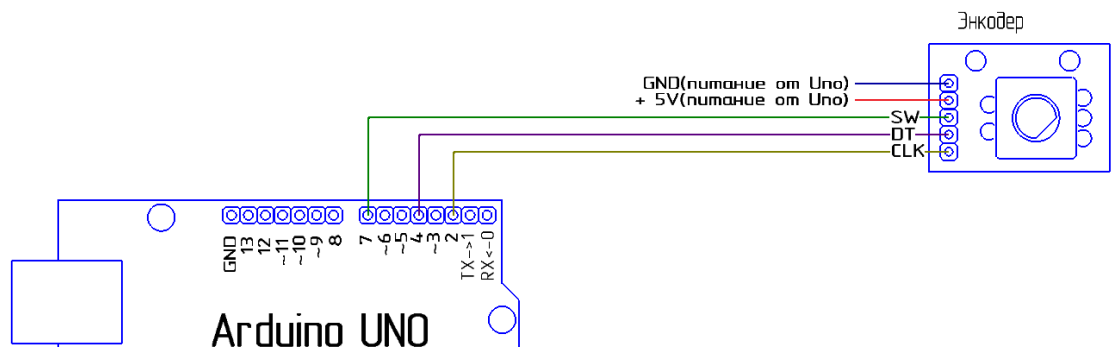 Энкодер
GND(питание от Uno)
+ 5V(питание от Uno)
SW
DT
CLK
GND
13
12
~11
~10
~9
8
7
~6
~5
4
~3
2
TX->1
RX<-0
Arduino UNO